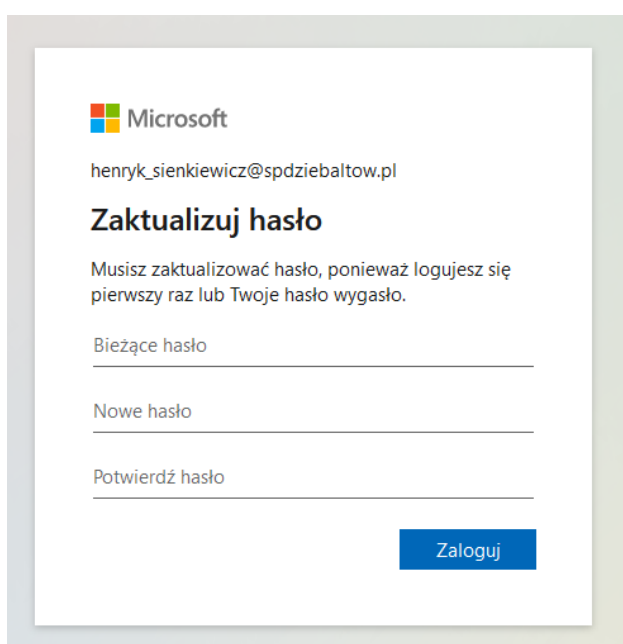 Microsoft
henryk_sienkiewicz@spdziebaltow.pl
Zaktualizuj hasło
Musisz zaktualizować hasło, ponieważ logujesz się
pierwszy raz lub Twoje hasło wygasło.
Bieżące hasło
Nowe hasło
Potwierdź hasło
Zaloguj